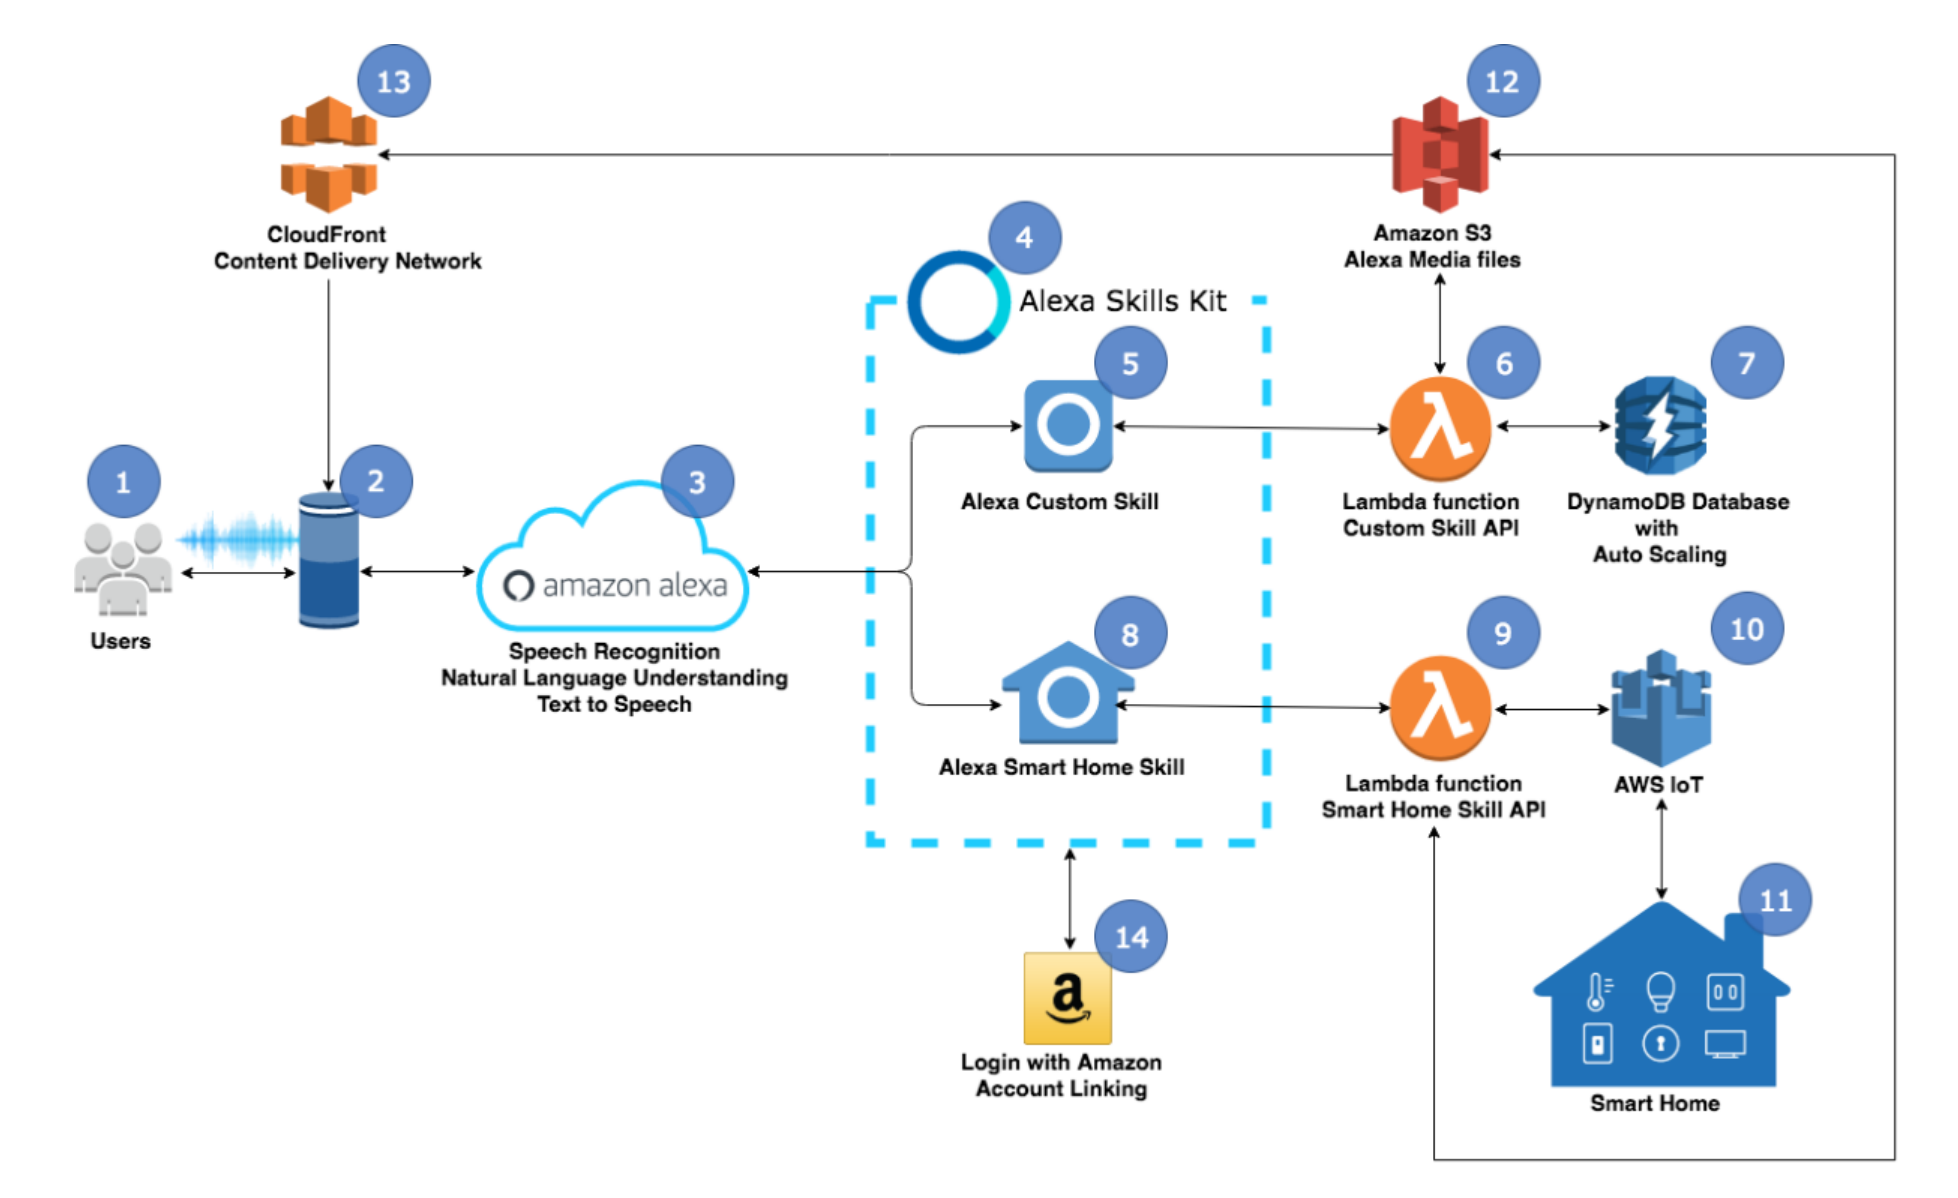 13
12
CloudFront
Content Delivery Network
Amazon S3
Alexa Media files
4
Alexa Skills Kit
5
6
7
1
2
3
amazon alexa
Alexa Custom Skill
Lambda function
Custom Skill API
DynamoDB Database
with
Auto Scaling
Users
Speech Recognition
Natural Language Understanding
Text to Speech
8
9
10
Alexa Smart Home Skill
Lambda function
Smart Home Skill API
AWS IoT
14
11
a
Login with Amazon
Account Linking
Smart Home